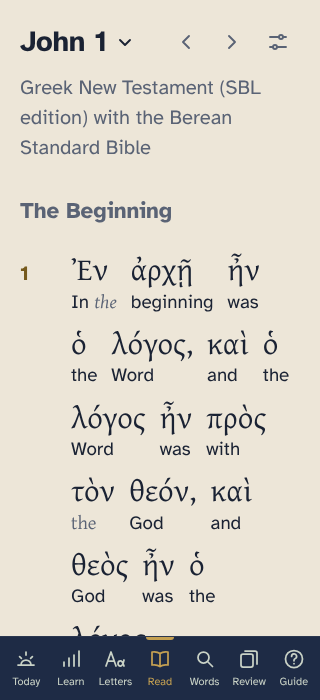 John 1
Greek New Testament (SBL
edition) with the Berean
Standard Bible
The Beginning
1 Ἐν ἀρχῇ ἦν
In the beginning was
ὁ λόγος, καὶ ὁ
the Word and the
λόγος ἦν πρὸς
Word was with
τὸν θεόν, καὶ
the God and
θεὸς ἦν ὁ
God was the
Today Learn Letters Read Words Review Guide